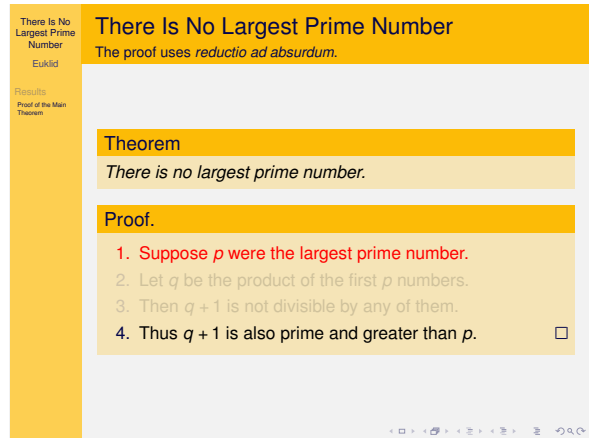 There Is No
Largest Prime
Number
Euklid
Results
Proof of the Main
Theorem
There Is No Largest Prime Number
The proof uses reductio ad absurdum.
Theorem
There is no largest prime number.
Proof.
1. Suppose p were the largest prime number.
2. Let q be the product of the first p numbers.
3. Then q + 1 is not divisible by any of them.
4. Thus q + 1 is also prime and greater than p. □